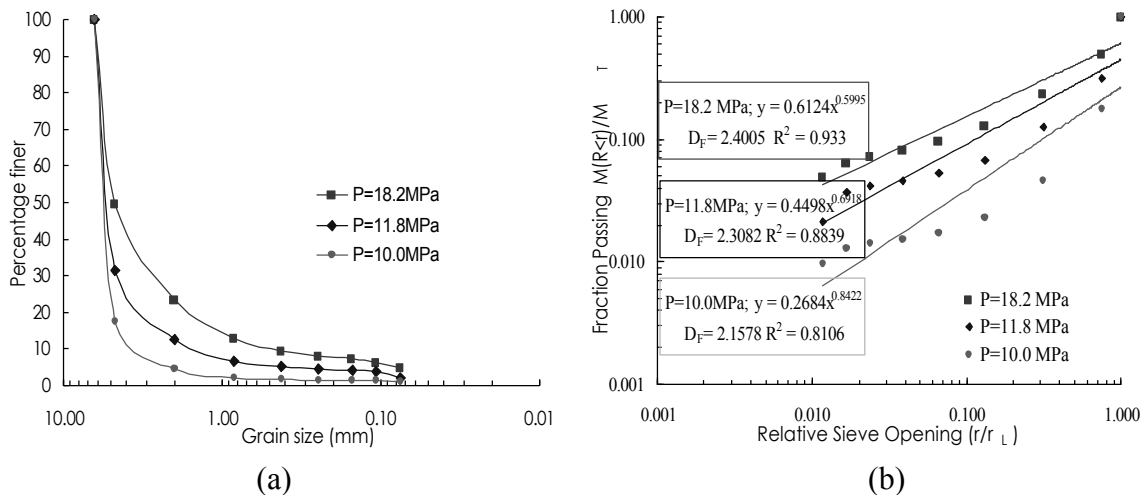 100
90
80
70
60
50
40
30
20
10
0
Percentage finer
10.00 1.00 0.10 0.01
Grain size (mm)
P=18.2MPa
P=11.8MPa
P=10.0MPa
(a)
1.000
0.100
0.010
0.001
Fraction Passing M(R<r)/M T
P=18.2 MPa; y = 0.6124x^0.5995
D_F= 2.4005 R² = 0.933
P=11.8MPa; y = 0.4498x^0.6918
D_F= 2.3082 R² = 0.8839
P=10.0MPa; y = 0.2684x^0.8422
D_F= 2.1578 R² = 0.8106
P=18.2 MPa
P=11.8 MPa
P=10.0 MPa
0.001 0.010 0.100 1.000
Relative Sieve Opening (r/r L )
(b)